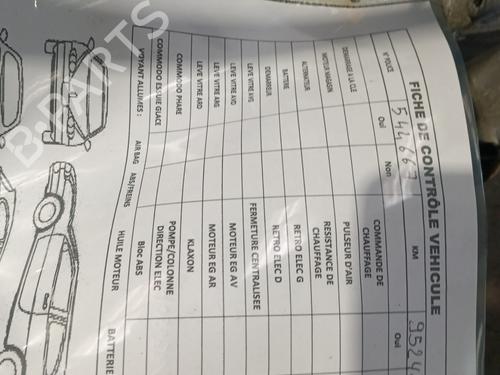 FICHE DE CONTRÔLE VEHICULE
N° POLICE 54466 KM 9524
Oui Non Oui
DEMARRAGE A LA CLE COMMANDE DE CHAUFFAGE
MOTEUR MARRON PULSEUR D'AIR
ALTERNATEUR RESISTANCE DE CHAUFFAGE
BATTERIE RETRO ELEC G
DEMARREUR RETRO ELEC D
LEVE VITRE AVG FERMETURE CENTRALISEE
LEVE VITRE AVD MOTEUR EG AV
LEVE VITRE ARG MOTEUR EG AR
LEVE VITRE ARD KLAXON
COMMODO PHARE POMPE/COLONNE DIRECTION ELEC
COMMODO ESSUIE GLACE
VOYANT ALLUMES : AIR BAG ABS/FREINS Bloc ABS
HUILE MOTEUR
BATTERIE
B-PARTS